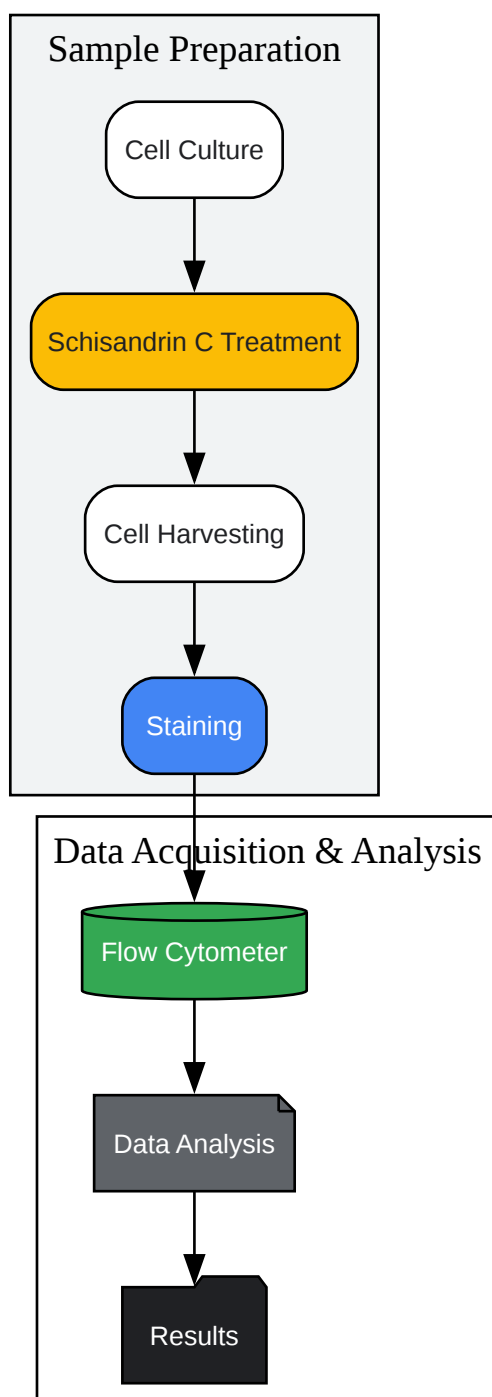 Sample Preparation
Cell Culture
Schisandrin C Treatment
Cell Harvesting
Staining
Data Acquisition & Analysis
Flow Cytometer
Data Analysis
Results